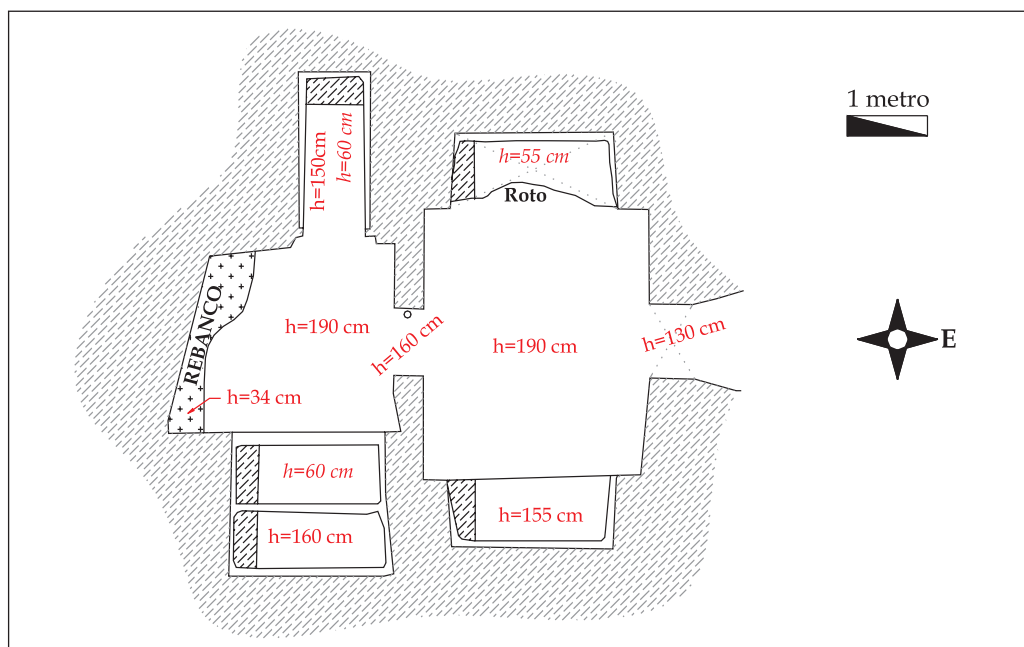 1 metro
h=150cm
h=60 cm
h=55 cm
Roto
REBANCO
h=190 cm
h=160 cm
h=190 cm
h=130 cm
E
h=34 cm
h=60 cm
h=160 cm
h=155 cm